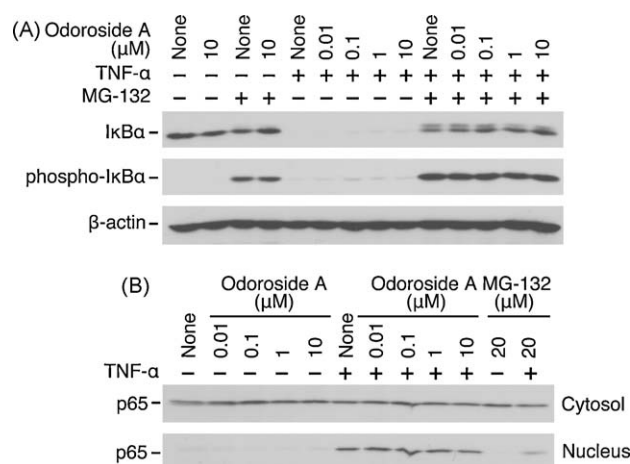 (A) Odoroside A (μM) None 10 None 10 None 0.01 0.1 1 10 None 0.01 0.1 1 10
TNF-α – – – – + + + + + + + + + +
MG-132 – – + + – – – – – + + + + +
IκBα
phospho-IκBα
β-actin
(B) Odoroside A (μM) Odoroside A (μM) MG-132 (μM)
None 0.01 0.1 1 10 None 0.01 0.1 1 10 20 20
TNF-α – – – – – + + + + + – +
p65 Cytosol
p65 Nucleus